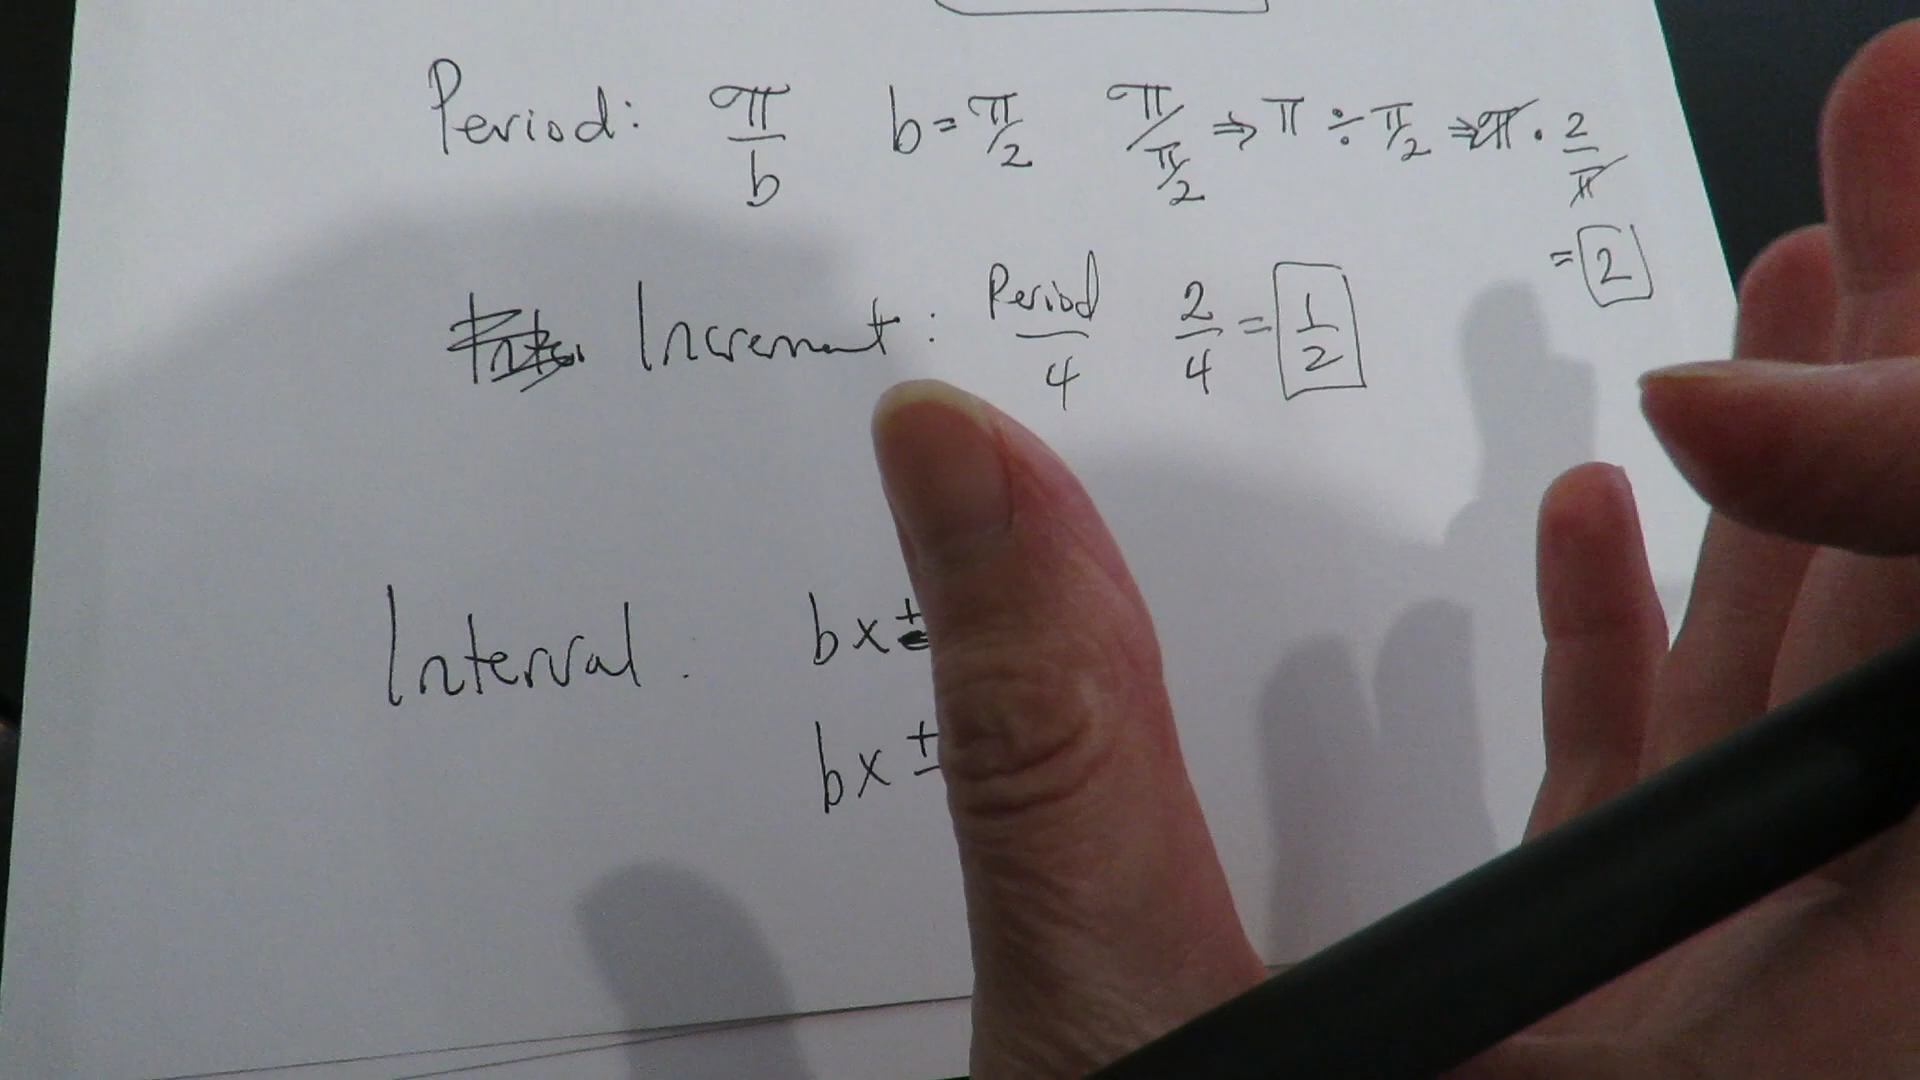 Period: π/b b = π/2 π/π/2 ⇒ π ÷ π/2 ⇒ π · 2/π
= 2
Increment: Period/4 2/4 = 1/2
Interval: bx ±
bx ±